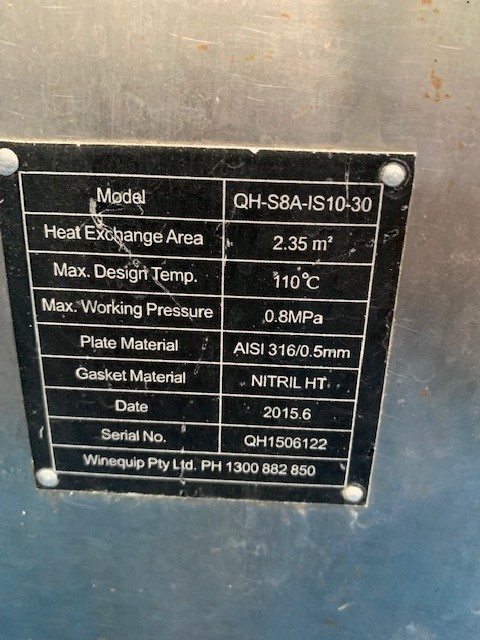 Model QH-S8A-IS10-30
Heat Exchange Area 2.35 m²
Max. Design Temp. 110℃
Max. Working Pressure 0.8MPa
Plate Material AISI 316/0.5mm
Gasket Material NITRIL HT
Date 2015.6
Serial No. QH1506122
Winequip Pty Ltd. PH 1300 882 850